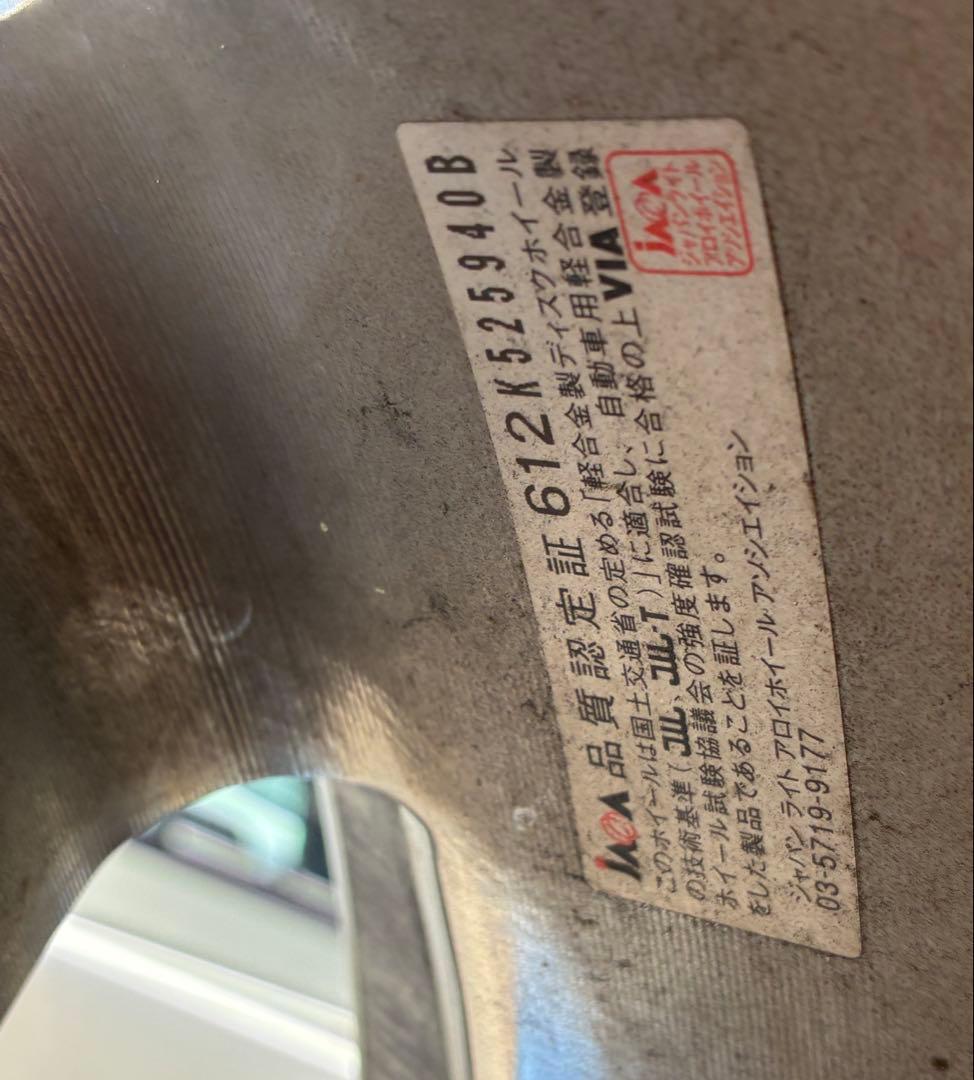 JAWA 品質認定証 612K525940B
このホイールは国土交通省の定める「軽合金製ディスクホイール
の技術基準(JWL、JWL-T)」に適合し、自動車用軽合金製
ホイール試験協議会の強度確認試験に合格の上VIA登録
をした製品であることを証します。
ジャパン ライト アロイホイール アソシエイション
03-5719-9177
JAWA
ジャパンライト
アロイホイール
アソシエイション